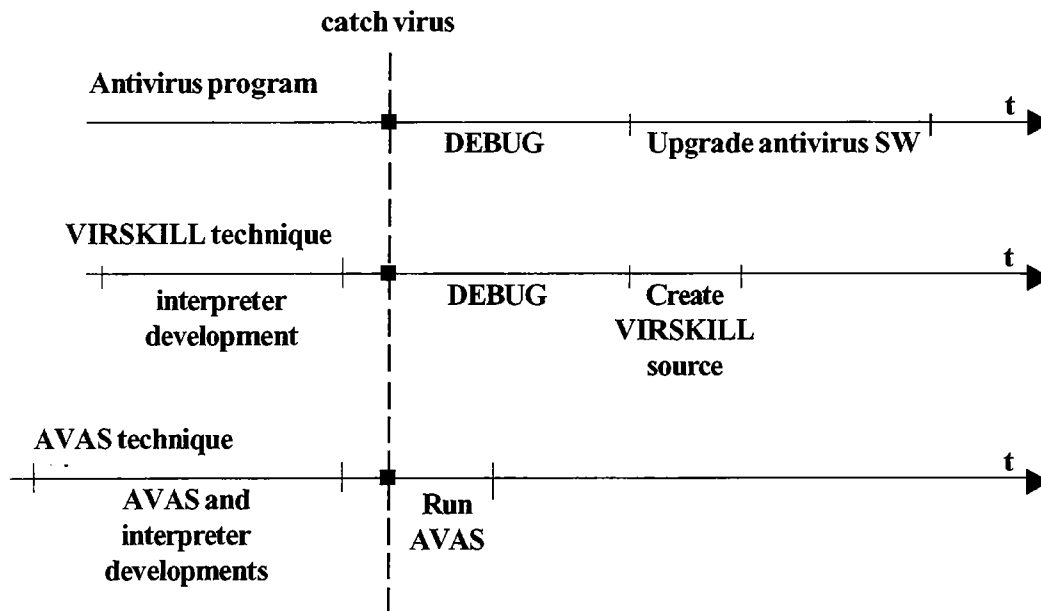 catch virus
Antivirus program
t
DEBUG
Upgrade antivirus SW
VIRSKILL technique
t
interpreter
development
DEBUG
Create
VIRSKILL
source
AVAS technique
t
AVAS and
interpreter
developments
Run
AVAS